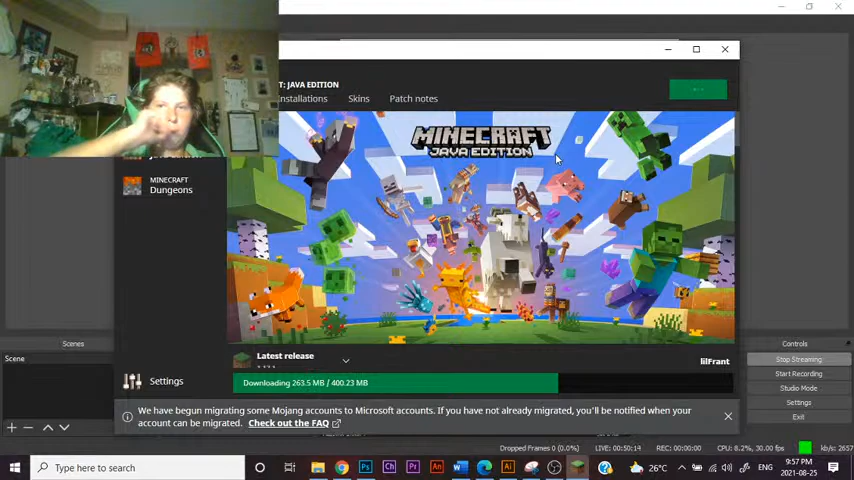 T: JAVA EDITION
nstallations Skins Patch notes
MINECRAFT
JAVA EDITION
MINECRAFT
Dungeons
Latest release
lilFrant
Settings
Downloading 263.5 MB / 400.23 MB
We have begun migrating some Mojang accounts to Microsoft accounts. If you have not already migrated, you'll be notified when your
account can be migrated. Check out the FAQ
Scenes
Scene
Controls
Stop Streaming
Start Recording
Studio Mode
Settings
Exit
Dropped Frames 0 (0.0%) LIVE: 00:50:14 REC: 00:00:00 CPU: 8.2%, 30.00 fps kb/s: 2657
Type here to search
26°C
ENG
9:57 PM
2021-08-25